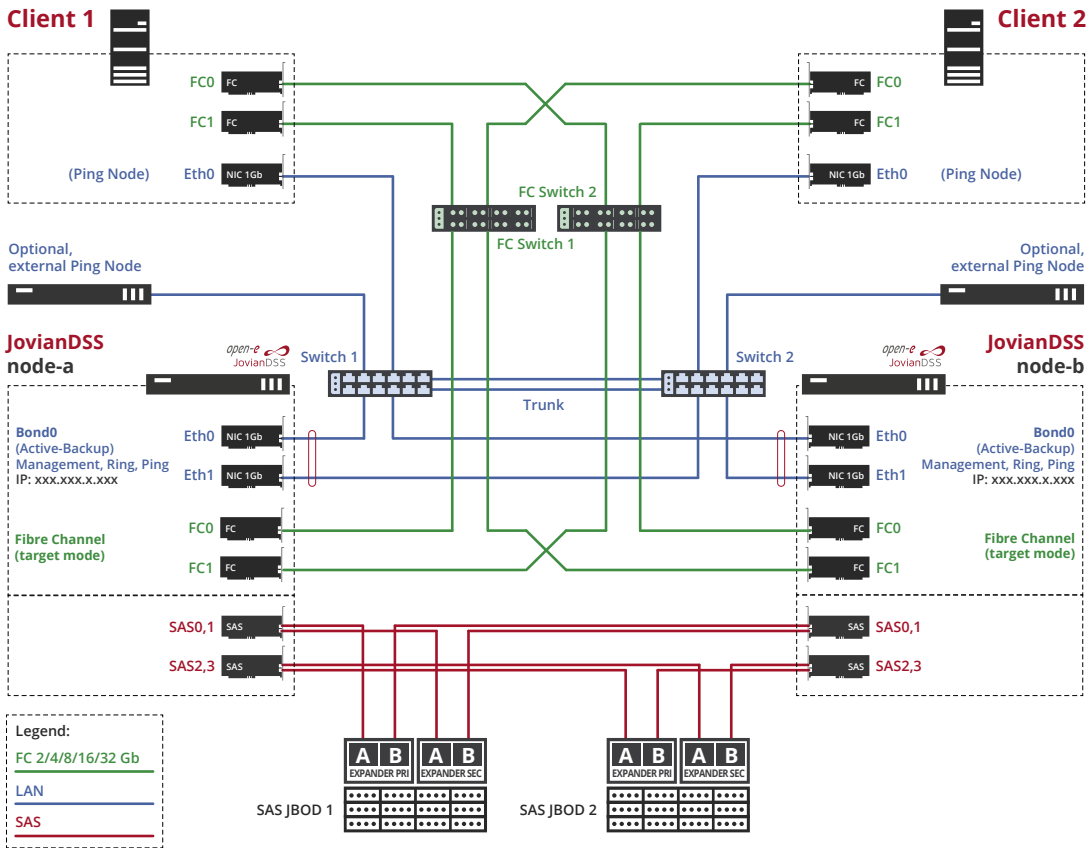 Client 1
Client 2
FC0
FC
FC
FC0
FC1
FC
FC
FC1
(Ping Node)
Eth0
NIC 1Gb
NIC 1Gb
Eth0
(Ping Node)
FC Switch 2
FC Switch 1
Optional,
external Ping Node
Optional,
external Ping Node
JovianDSS
node-a
open-e
JovianDSS
Switch 1
Switch 2
open-e
JovianDSS
JovianDSS
node-b
Trunk
Bond0
(Active-Backup)
Management, Ring, Ping
IP: xxx.xxx.x.xxx
Eth0
NIC 1Gb
Eth1
NIC 1Gb
NIC 1Gb
Eth0
NIC 1Gb
Eth1
Bond0
(Active-Backup)
Management, Ring, Ping
IP: xxx.xxx.x.xxx
Fibre Channel
(target mode)
FC0
FC
FC1
FC
FC
FC0
FC
FC1
Fibre Channel
(target mode)
SAS0,1
SAS
SAS
SAS0,1
SAS2,3
SAS
SAS
SAS2,3
Legend:
FC 2/4/8/16/32 Gb
LAN
SAS
A B A B
EXPANDER PRI EXPANDER SEC
SAS JBOD 1
A B A B
EXPANDER PRI EXPANDER SEC
SAS JBOD 2